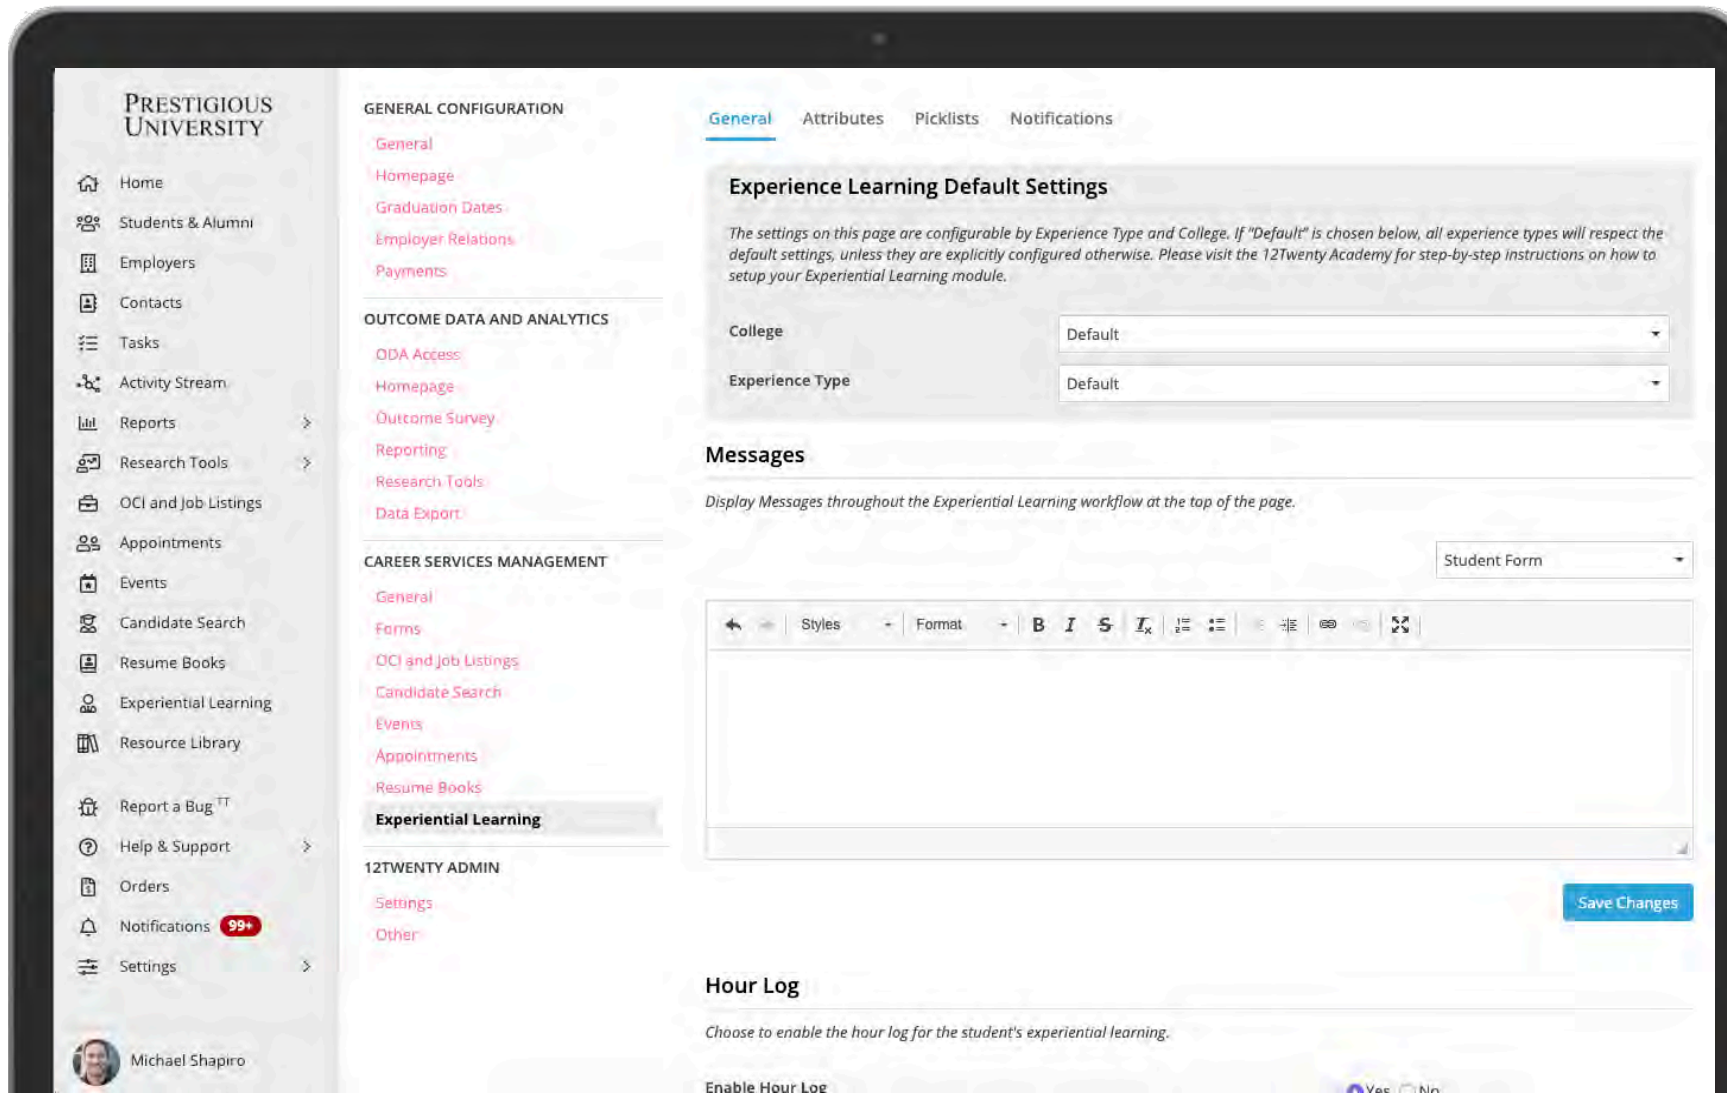 PRESTIGIOUS
UNIVERSITY
Home
Students & Alumni
Employers
Contacts
Tasks
Activity Stream
Reports
Research Tools
OCI and Job Listings
Appointments
Events
Candidate Search
Resume Books
Experiential Learning
Resource Library
Report a Bug TT
Help & Support
Orders
Notifications 99+
Settings
Michael Shapiro
GENERAL CONFIGURATION
General
Homepage
Graduation Dates
Employer Relations
Payments
OUTCOME DATA AND ANALYTICS
ODA Access
Homepage
Outcome Survey
Reporting
Research Tools
Data Export
CAREER SERVICES MANAGEMENT
General
Forms
OCI and Job Listings
Candidate Search
Events
Appointments
Resume Books
Experiential Learning
12TWENTY ADMIN
Settings
Other
General Attributes Picklists Notifications
Experience Learning Default Settings
The settings on this page are configurable by Experience Type and College. If "Default" is chosen below, all experience types will respect the
default settings, unless they are explicitly configured otherwise. Please visit the 12Twenty Academy for step-by-step instructions on how to
setup your Experiential Learning module.
College Default
Experience Type Default
Messages
Display Messages throughout the Experiential Learning workflow at the top of the page.
Student Form
Styles Format B I S Tx
Save Changes
Hour Log
Choose to enable the hour log for the student's experiential learning.
Enable Hour Log Yes No